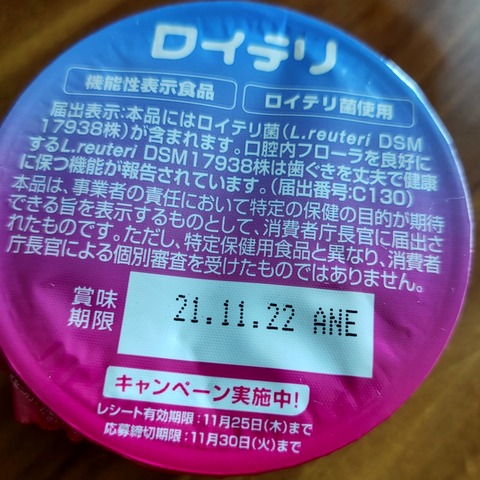 ロイテリ
機能性表示食品 ロイテリ菌使用
届出表示:本品にはロイテリ菌(L.reuteri DSM
17938株)が含まれます。口腔内フローラを良好に
するL.reuteri DSM17938株は歯ぐきを丈夫で健康
に保つ機能が報告されています。(届出番号:C130)
本品は、事業者の責任において特定の保健の目的が期待
できる旨を表示するものとして、消費者庁長官に届出さ
れたものです。ただし、特定保健用食品と異なり、消費者
庁長官による個別審査を受けたものではありません。
賞味
期限
21.11.22 ANE
キャンペーン実施中!
レシート有効期限:11月25日(木)まで
応募締切期限:11月30日(火)まで